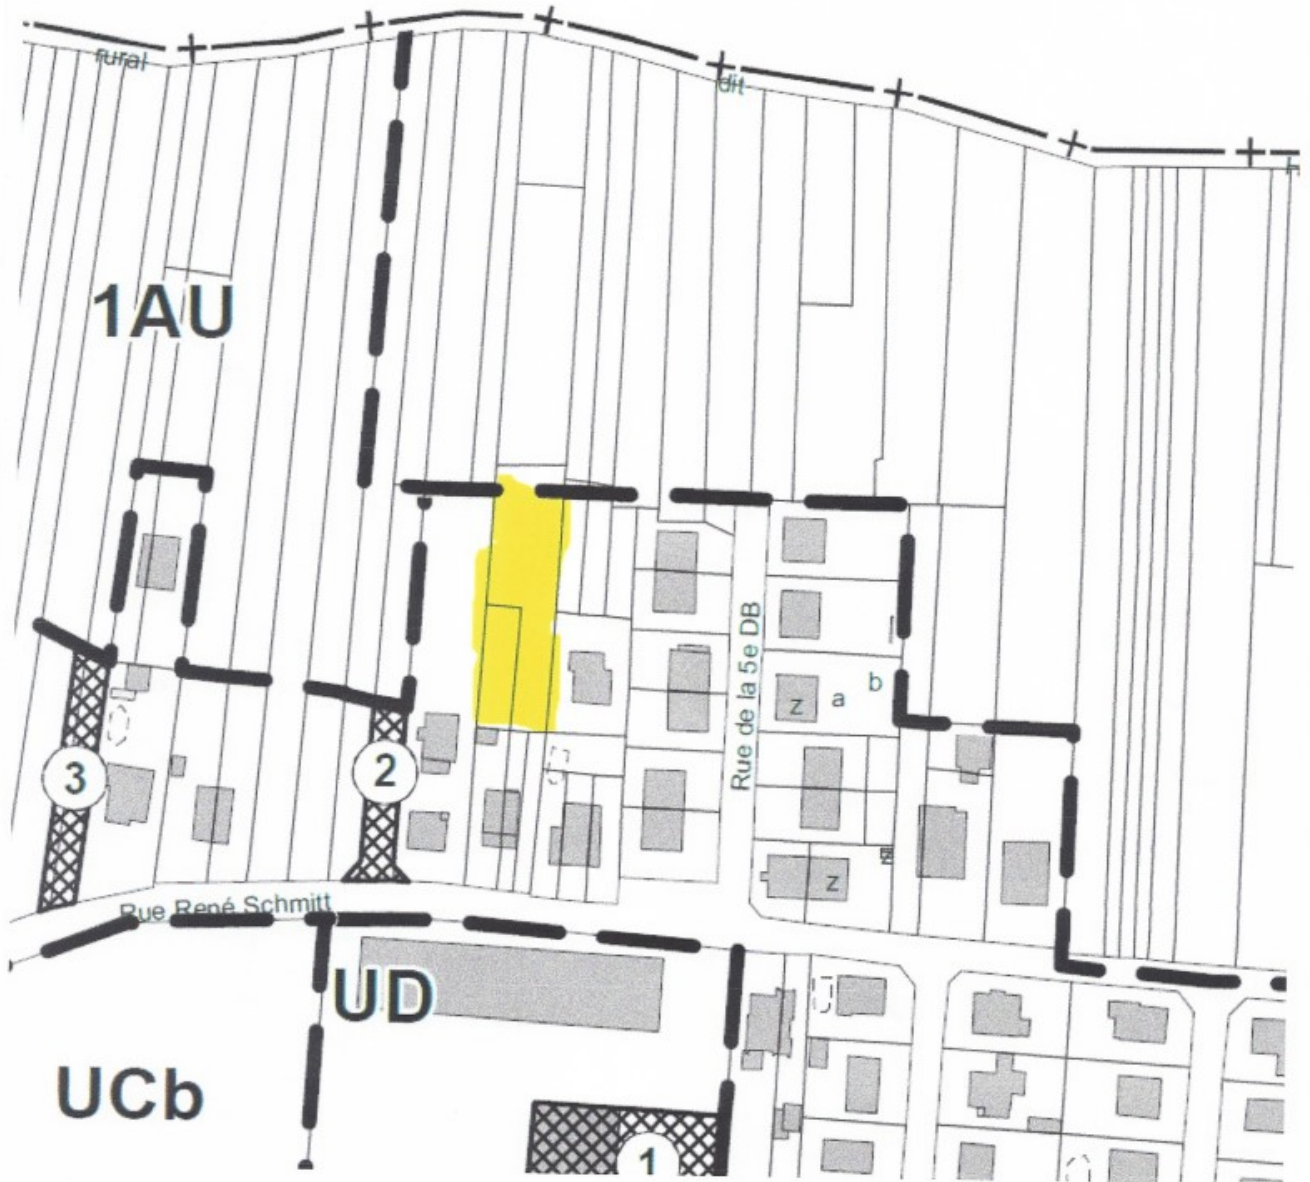 rural
dit
1AU
Rue de la 5e DB
b
a
z
3
2
z
Rue René Schmitt
UD
UCb
1